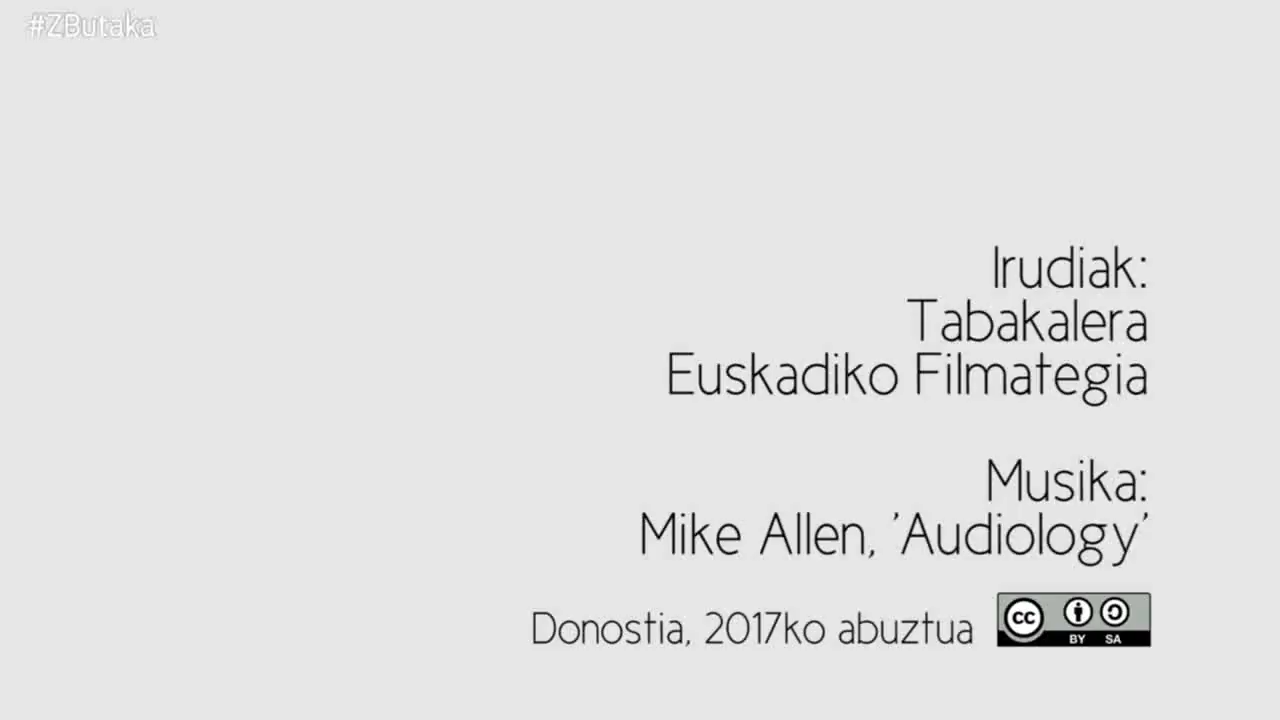 #ZButaka
Irudiak:
Tabakalera
Euskadiko Filmategia
Musika:
Mike Allen, 'Audiology'
Donostia, 2017ko abuztua
cc BY SA